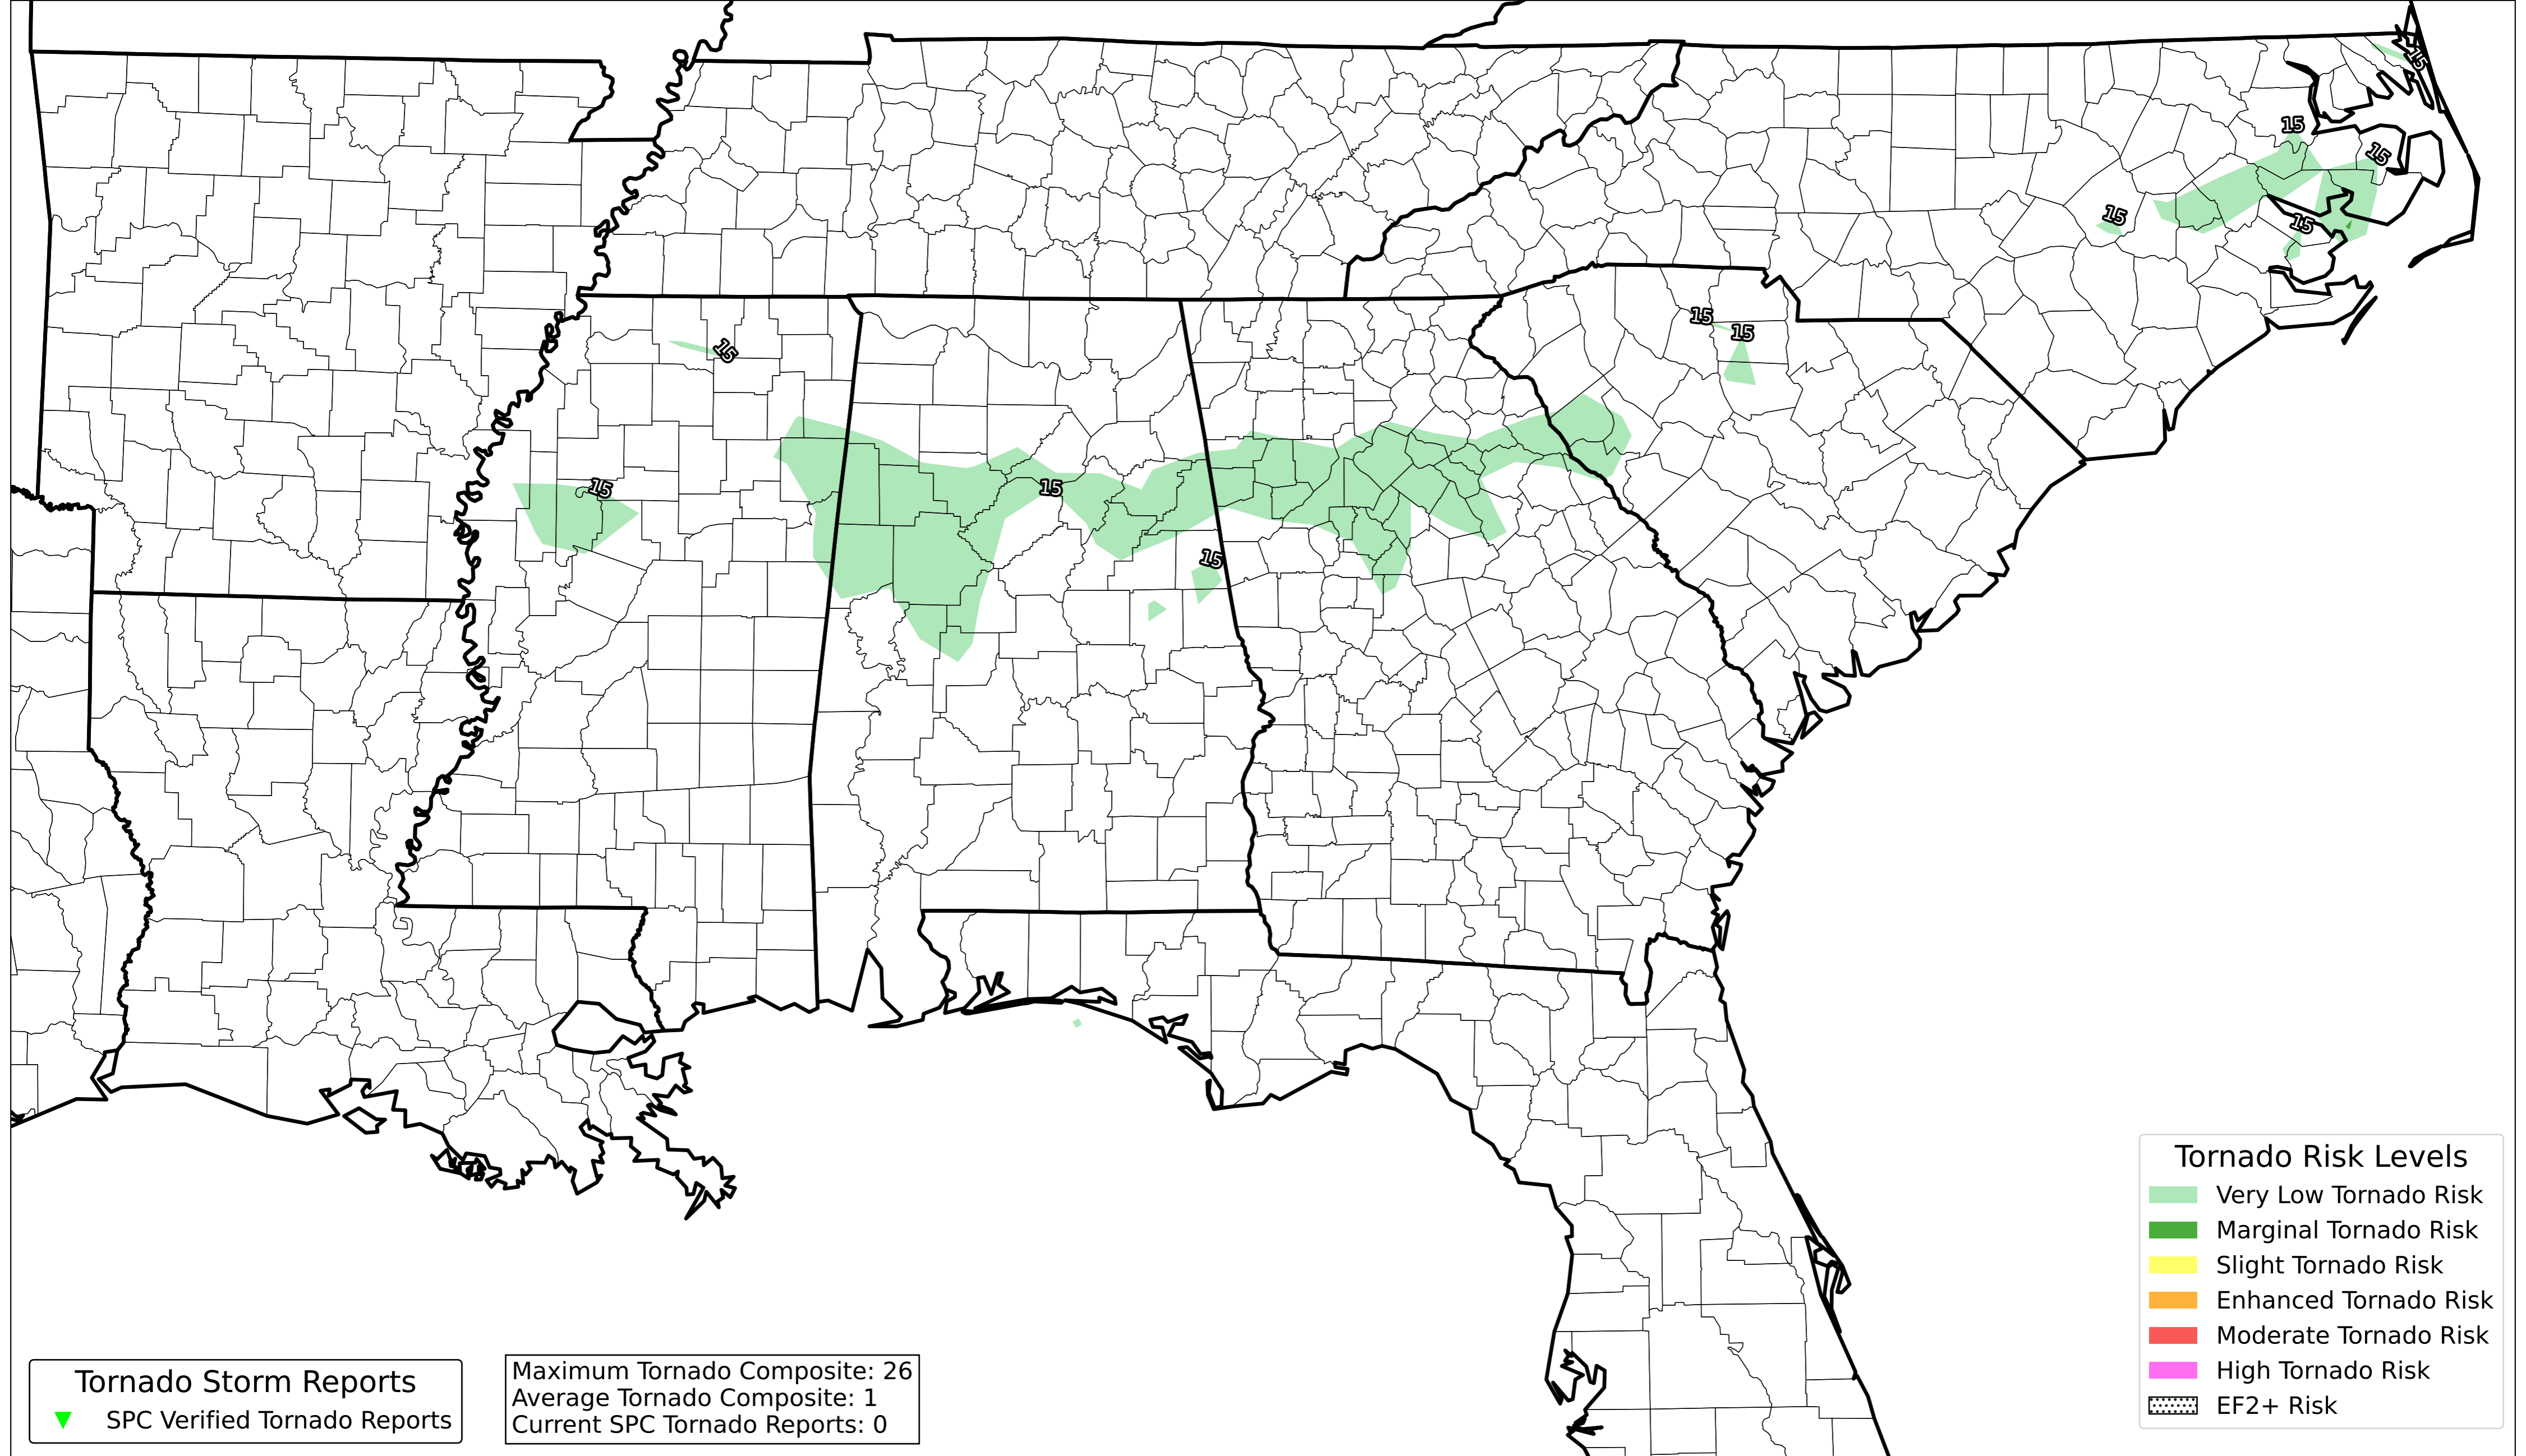 15
15
15
15
15
15
15
15
15
15
15
Tornado Risk Levels
Very Low Tornado Risk
Marginal Tornado Risk
Slight Tornado Risk
Enhanced Tornado Risk
Moderate Tornado Risk
High Tornado Risk
EF2+ Risk
Tornado Storm Reports
SPC Verified Tornado Reports
Maximum Tornado Composite: 26
Average Tornado Composite: 1
Current SPC Tornado Reports: 0